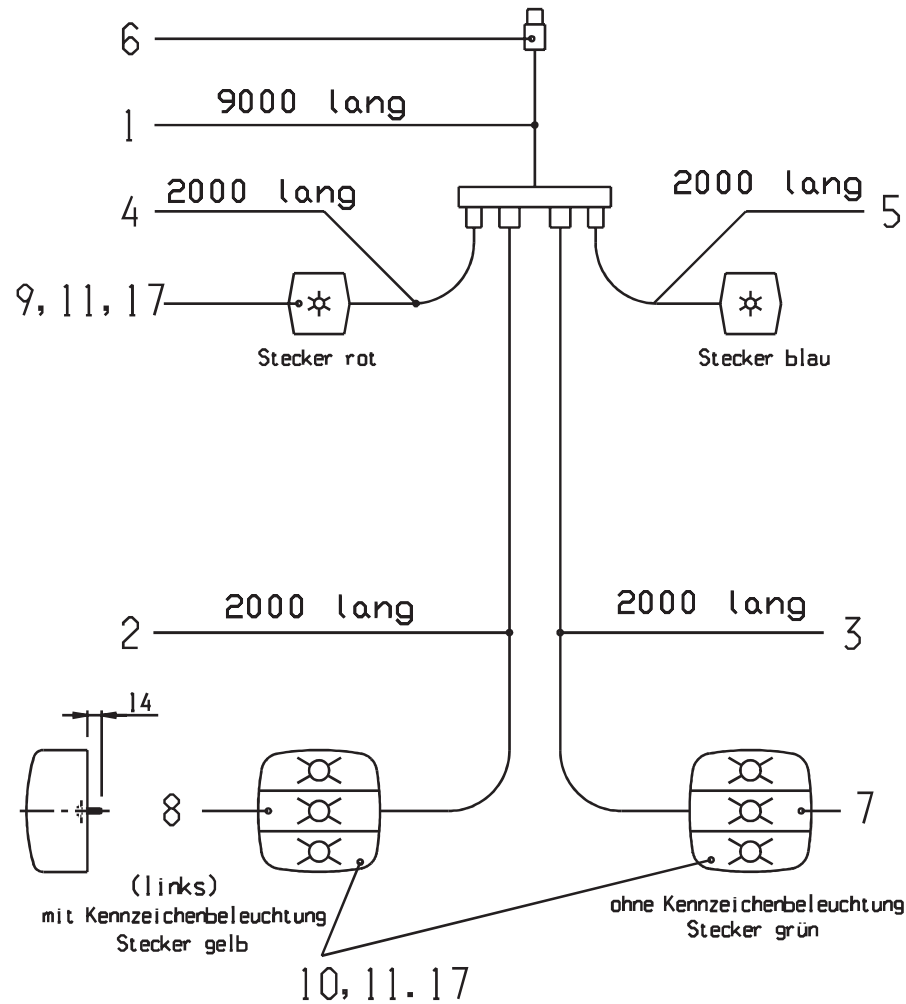 6
9000 lang
1
2000 lang
2000 lang
4
5
9, 11, 17
Stecker rot
Stecker blau
2000 lang
2000 lang
2
3
14
8
7
(links)
mit Kennzeichenbeleuchtung
Stecker gelb
ohne Kennzeichenbeleuchtung
Stecker grün
10, 11. 17